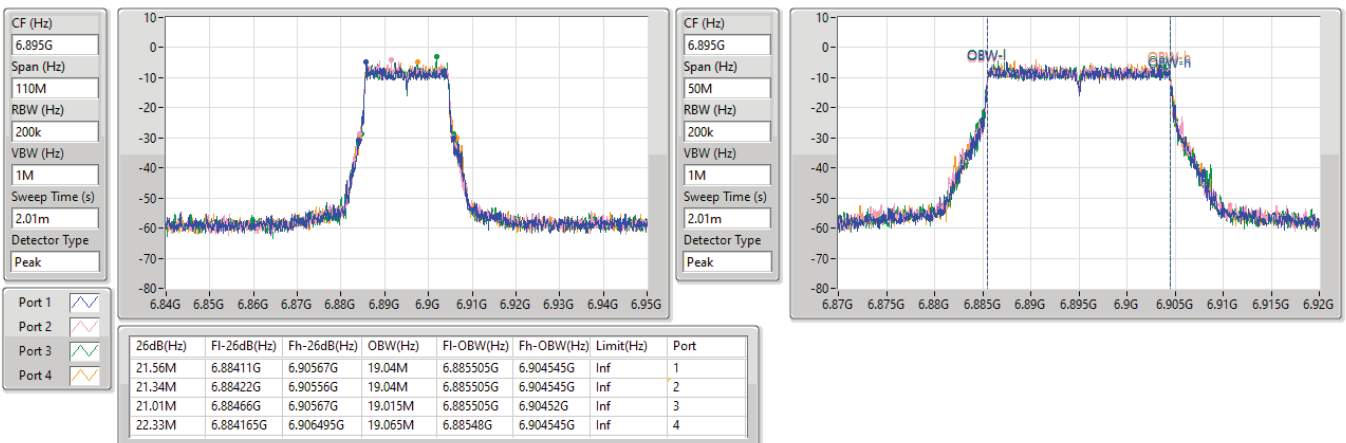 CF (Hz)
6.895G
Span (Hz)
110M
RBW (Hz)
200k
VBW (Hz)
1M
Sweep Time (s)
2.01m
Detector Type
Peak
10-
0-
-10-
-20-
-30-
-40-
-50-
-60-
-70-
-80-
6.84G 6.85G 6.86G 6.87G 6.88G 6.89G 6.9G 6.91G 6.92G 6.93G 6.94G 6.95G
CF (Hz)
6.895G
Span (Hz)
50M
RBW (Hz)
200k
VBW (Hz)
1M
Sweep Time (s)
2.01m
Detector Type
Peak
10-
0-
-10-
-20-
-30-
-40-
-50-
-60-
-70-
-80-
OBW-l
OBW-h
6.87G 6.875G 6.88G 6.885G 6.89G 6.895G 6.9G 6.905G 6.91G 6.915G 6.92G
Port 1
Port 2
Port 3
Port 4
26dB(Hz) Fl-26dB(Hz) Fh-26dB(Hz) OBW(Hz) Fl-OBW(Hz) Fh-OBW(Hz) Limit(Hz) Port
21.56M 6.88411G 6.90567G 19.04M 6.885505G 6.904545G Inf 1
21.34M 6.88422G 6.90556G 19.04M 6.885505G 6.904545G Inf 2
21.01M 6.88466G 6.90567G 19.015M 6.885505G 6.90452G Inf 3
22.33M 6.884165G 6.906495G 19.065M 6.88548G 6.904545G Inf 4